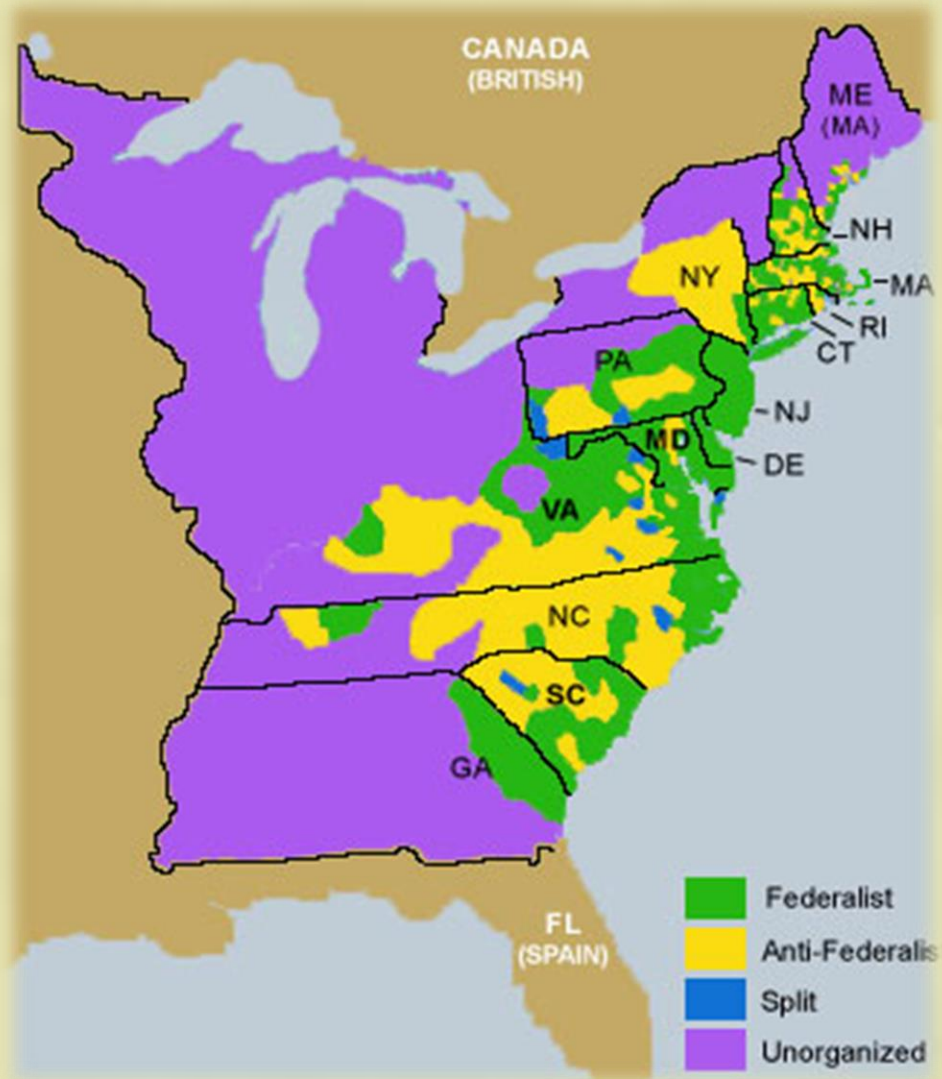 CANADA
(BRITISH)
ME
(MA)
NH
NY
MA
RI
CT
PA
NJ
MD
DE
VA
NC
SC
GA
FL
(SPAIN)
Federalist
Anti-Federalis
Split
Unorganized